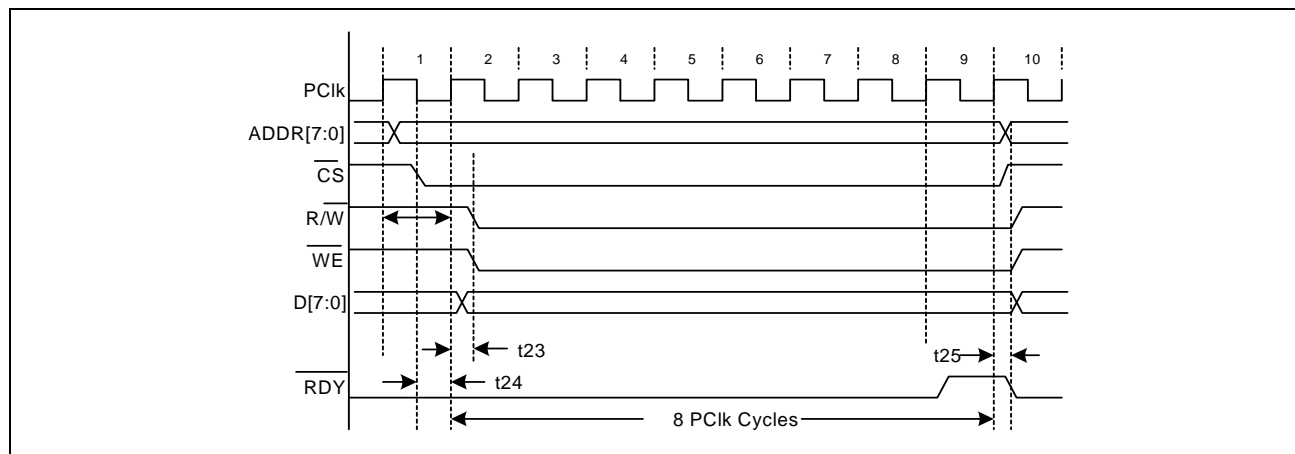 1 2 3 4 5 6 7 8 9 10
PClk
ADDR[7:0]
CS
R/W
WE
D[7:0]
t23
t25
t24
RDY
8 PClk Cycles